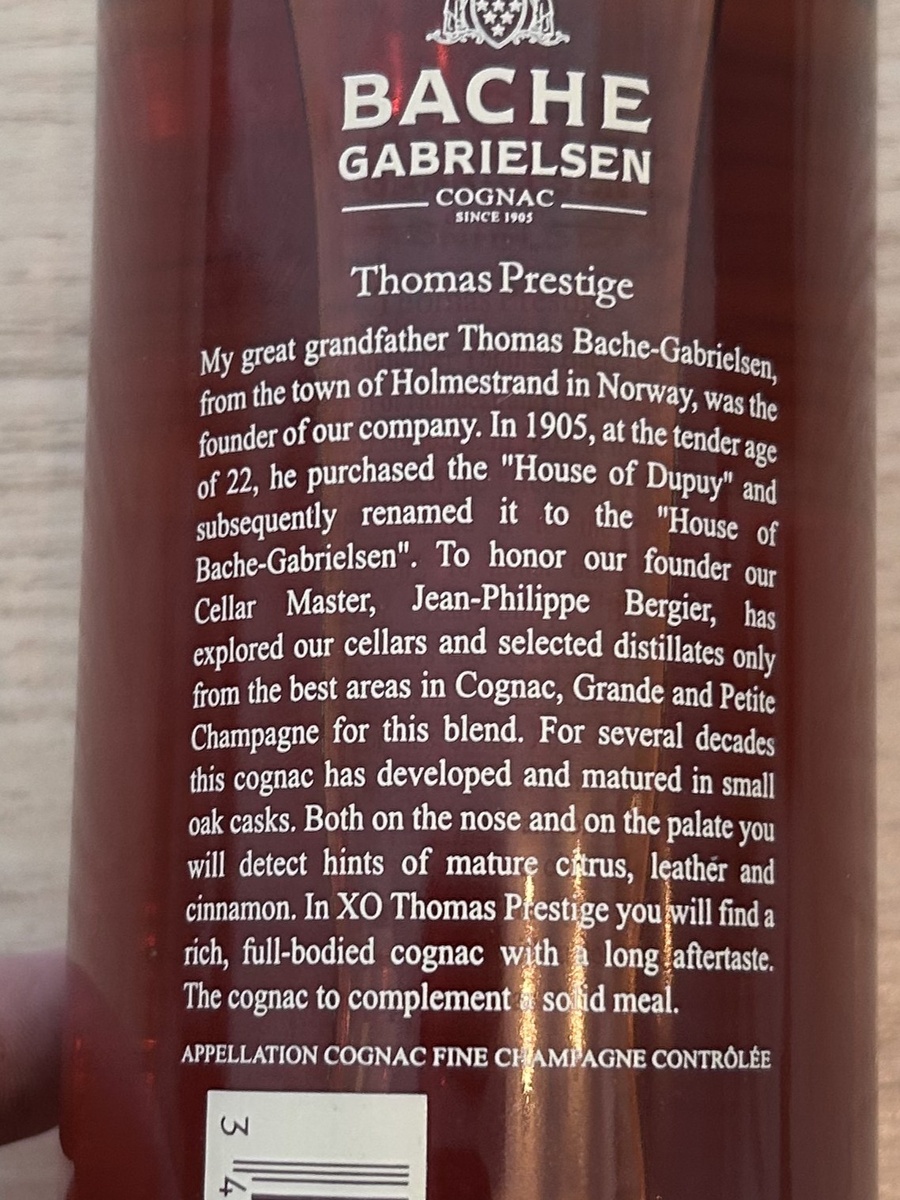 BACHE
GABRIELSEN
COGNAC
SINCE 1905
Thomas Prestige
My great grandfather Thomas Bache-Gabrielsen,
from the town of Holmestrand in Norway, was the
founder of our company. In 1905, at the tender age
of 22, he purchased the "House of Dupuy" and
subsequently renamed it to the "House of
Bache-Gabrielsen". To honor our founder our
Cellar Master, Jean-Philippe Bergier, has
explored our cellars and selected distillates only
from the best areas in Cognac, Grande and Petite
Champagne for this blend. For several decades
this cognac has developed and matured in small
oak casks. Both on the nose and on the palate you
will detect hints of mature citrus, leather and
cinnamon. In XO Thomas Prestige you will find a
rich, full-bodied cognac with a long aftertaste.
The cognac to complement a solid meal.
APPELLATION COGNAC FINE CHAMPAGNE CONTRÔLÉE
3 4